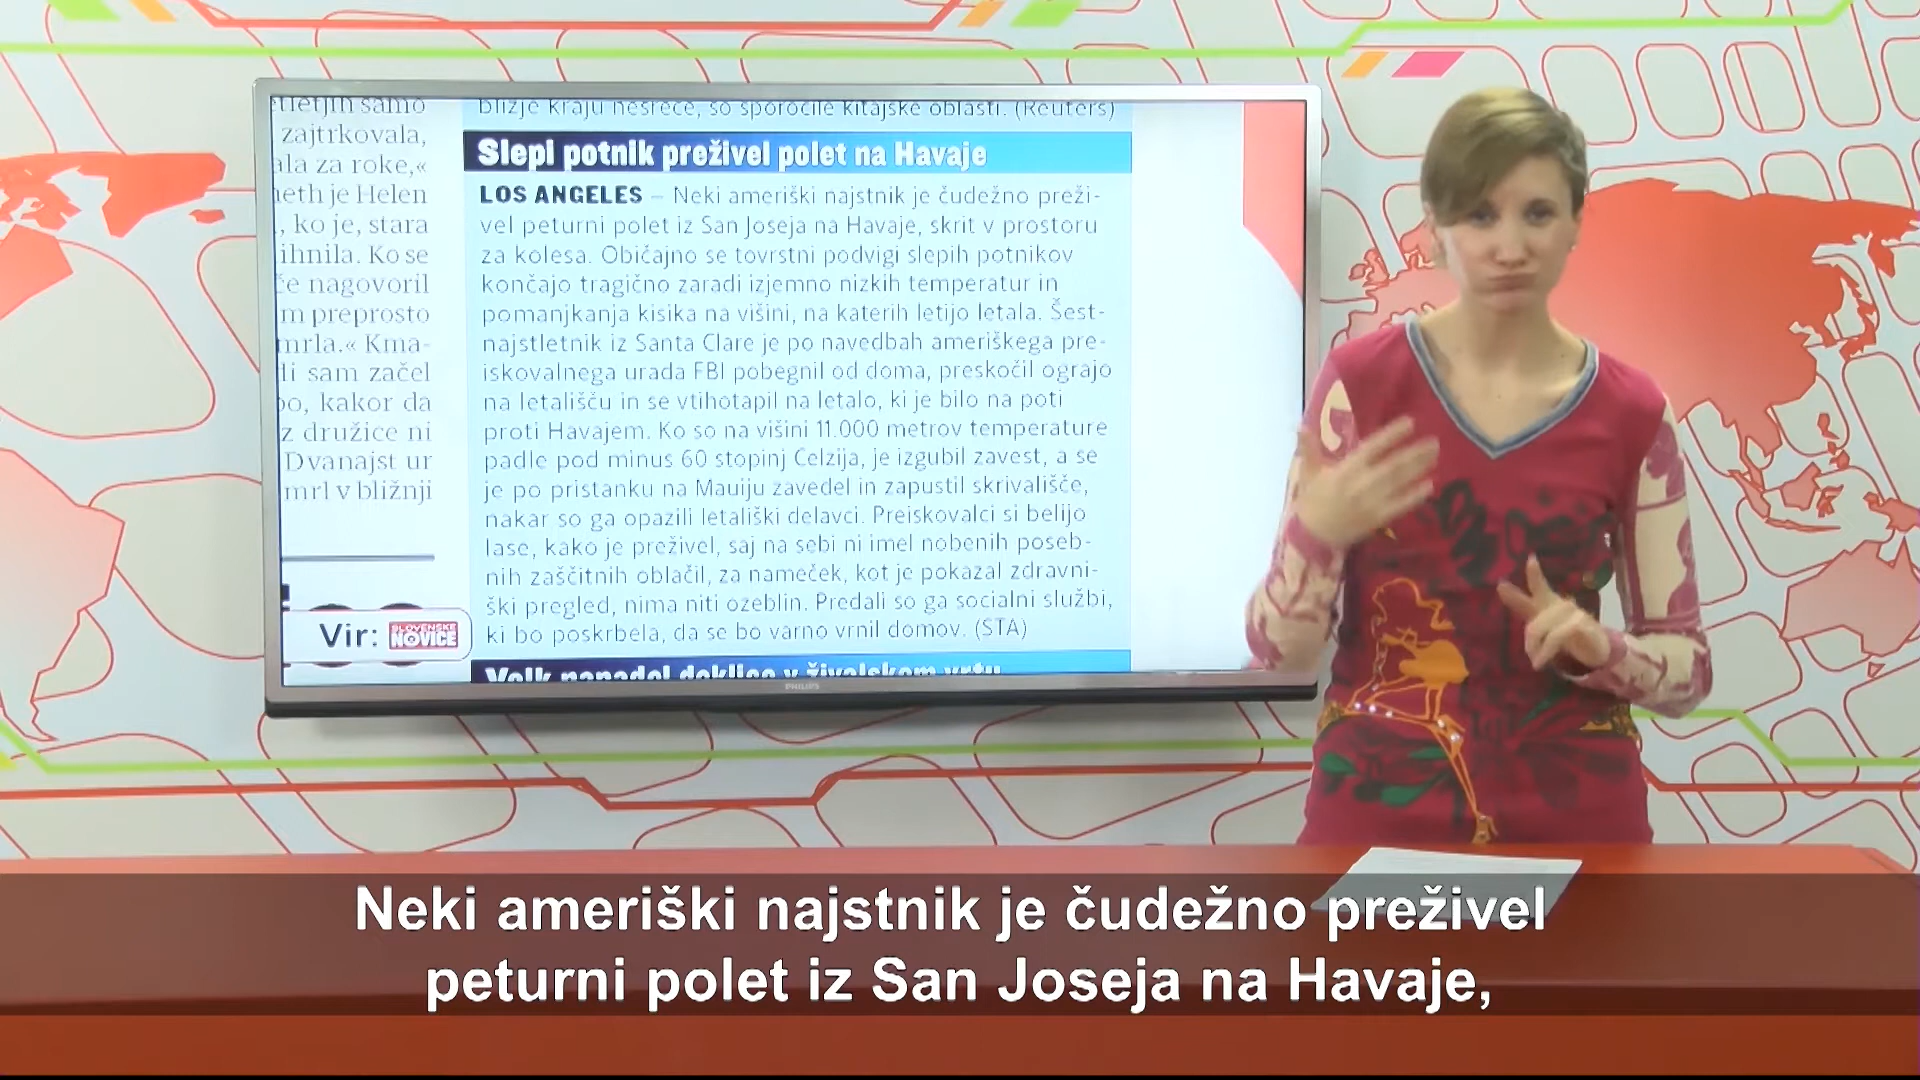 etletjih samo
zajtrkovala,
ala za roke,«
neth je Helen
, ko je, stara
ihnila. Ko se
če nagovoril
m preprosto
mrla.« Kma-
di sam začel
oo, kakor da
z družice ni
Dvanajst ur
mrl v bližnji
Vir: SLOVENSKE
NOVICE
bližje kraju nesreče, so sporočile kitajske oblasti. (Reuters)
Slepi potnik preživel polet na Havaje
LOS ANGELES – Neki ameriški najstnik je čudežno preži-
vel peturni polet iz San Joseja na Havaje, skrit v prostoru
za kolesa. Običajno se tovrstni podvigi slepih potnikov
končajo tragično zaradi izjemno nizkih temperatur in
pomanjkanja kisika na višini, na katerih letijo letala. Šest-
najstletnik iz Santa Clare je po navedbah ameriškega pre-
iskovalnega urada FBI pobegnil od doma, preskočil ograjo
na letališču in se vtihotapil na letalo, ki je bilo na poti
proti Havajem. Ko so na višini 11.000 metrov temperature
padle pod minus 60 stopinj Celzija, je izgubil zavest, a se
je po pristanku na Mauiju zavedel in zapustil skrivališče,
nakar so ga opazili letališki delavci. Preiskovalci si belijo
lase, kako je preživel, saj na sebi ni imel nobenih poseb-
nih zaščitnih oblačil, za nameček, kot je pokazal zdravni-
ški pregled, nima niti ozeblin. Predali so ga socialni službi,
ki bo poskrbela, da se bo varno vrnil domov. (STA)
Volk napadel deklico v živalskem vrtu
PHILIPS
Neki ameriški najstnik je čudežno preživel
peturni polet iz San Joseja na Havaje,